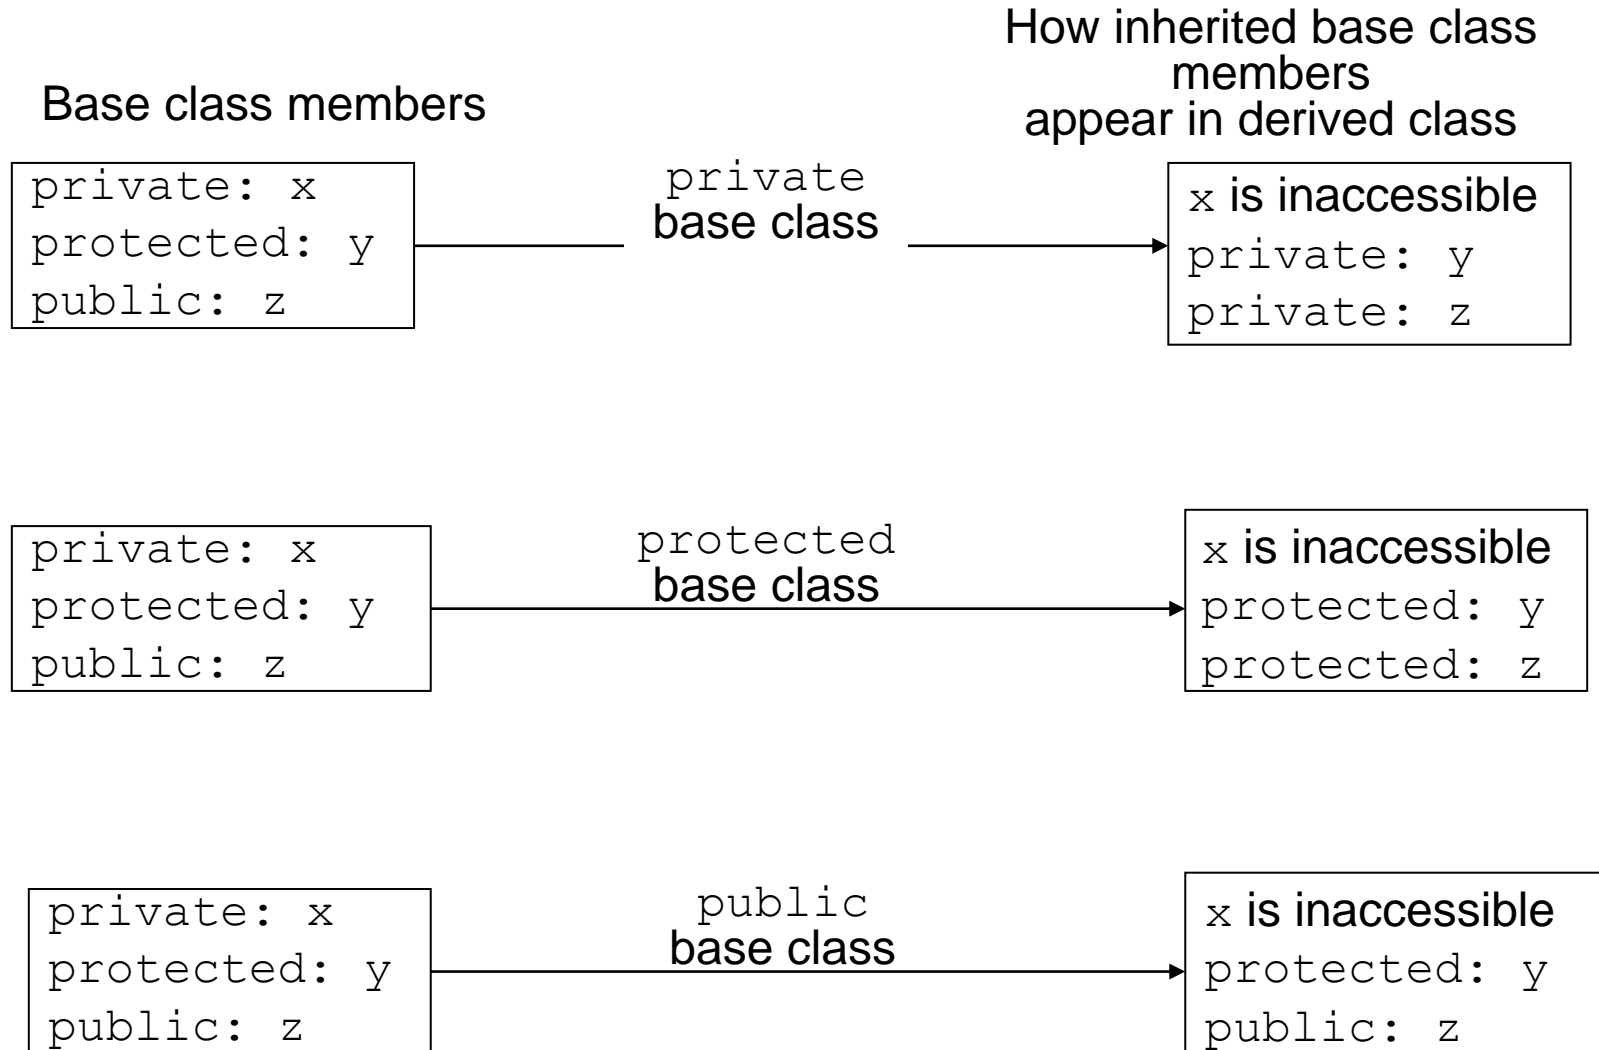 How inherited base class
members
appear in derived class
Base class members
private: x
protected: y
public: z
private
base class
x is inaccessible
private: y
private: z
private: x
protected: y
public: z
protected
base class
x is inaccessible
protected: y
protected: z
private: x
protected: y
public: z
public
base class
x is inaccessible
protected: y
public: z